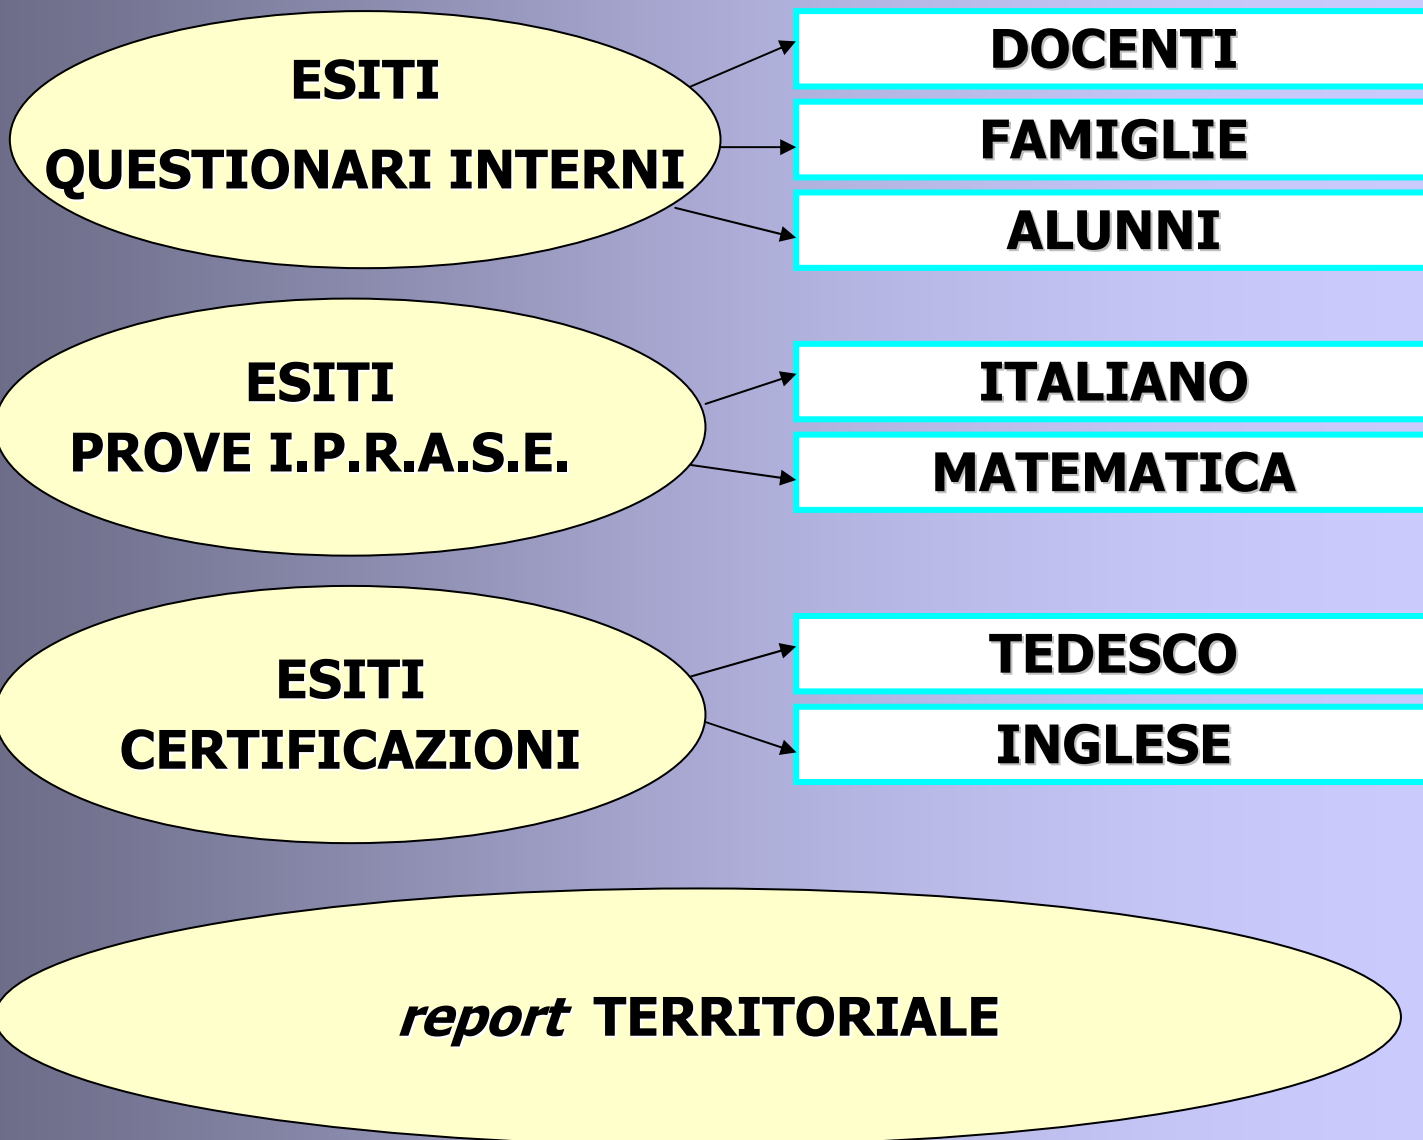 ESITI
QUESTIONARI INTERNI
DOCENTI
FAMIGLIE
ALUNNI
ESITI
PROVE I.P.R.A.S.E.
ITALIANO
MATEMATICA
ESITI
CERTIFICAZIONI
TEDESCO
INGLESE
report TERRITORIALE